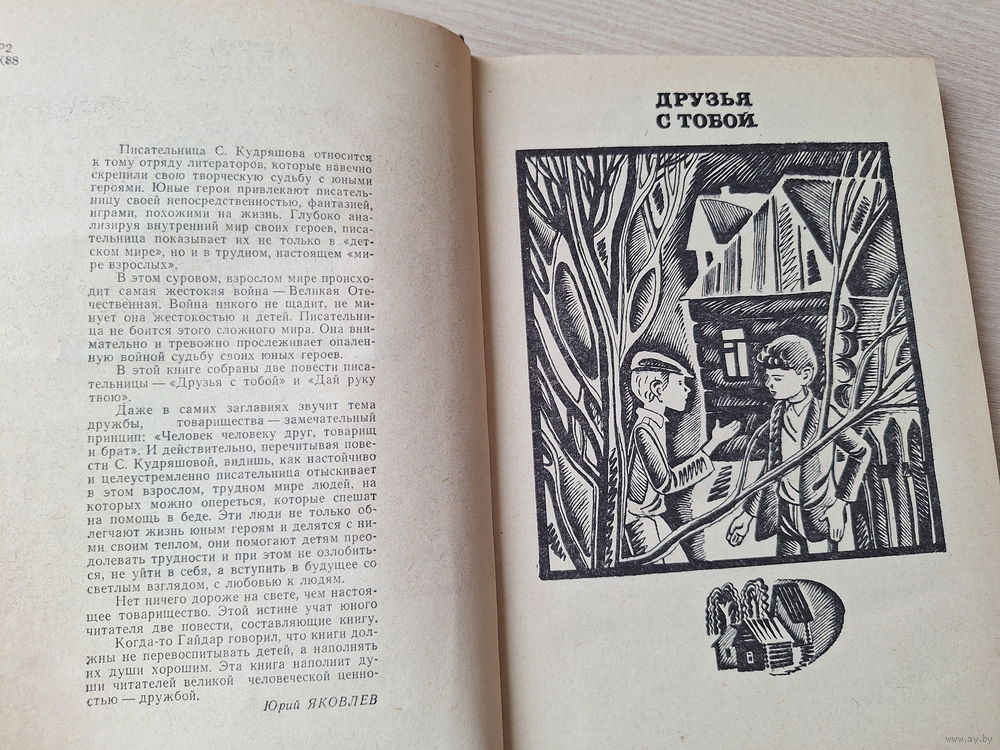 Р2
К88
Писательница С. Кудряшова относится
к тому отряду литераторов, которые навечно
скрепили свою творческую судьбу с юными
героями. Юные герои привлекают писатель-
ницу своей непосредственностью, фантазией,
играми, похожими на жизнь. Глубоко ана-
лизируя внутренний мир своих героев, писа-
тельница показывает их не только в «дет-
ском мире», но и в трудном, настоящем «ми-
ре взрослых».
В этом суровом, взрослом мире происхо-
дит самая жестокая война — Великая Оте-
чественная. Война никого не щадит, не ми-
нует она жестокостью и детей. Писательни-
ца не боится этого сложного мира. Она вни-
мательно и тревожно прослеживает опален-
ную войной судьбу своих юных героев.
В этой книге собраны две повести писа-
тельницы — «Друзья с тобой» и «Дай руку
твою».
Даже в самих заглавиях звучит тема
дружбы, товарищества — замечательный
принцип: «Человек человеку друг, товарищ
и брат». И действительно, перечитывая пове-
сти С. Кудряшовой, видишь, как настойчиво
и целеустремленно писательница отыскивает
в этом взрослом, трудном мире людей, на
которых можно опереться, которые спешат
на помощь в беде. Эти люди не только об-
легчают жизнь юным героям и делятся с ни-
ми своим теплом, они помогают детям прео-
долевать трудности и при этом не озлобить-
ся, не уйти в себя, а вступить в будущее со
светлым взглядом, с любовью к людям.
Нет ничего дороже на свете, чем настоя-
щее товарищество. Этой истине учат юного
читателя две повести, составляющие книгу.
Когда-то Гайдар говорил, что книги дол-
жны не перевоспитывать детей, а наполнять
их души хорошим. Эта книга наполнит ду-
ши читателей великой человеческой ценно-
стью — дружбой.
Юрий ЯКОВЛЕВ
ДРУЗЬЯ
С ТОБОЙ
www.ay.by